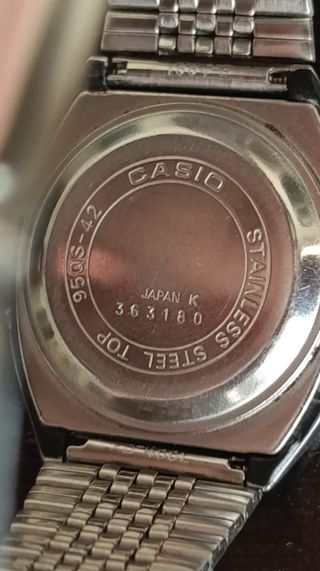 CASIO
STAINLESS STEEL TOP
95QS-42
JAPAN K
363180